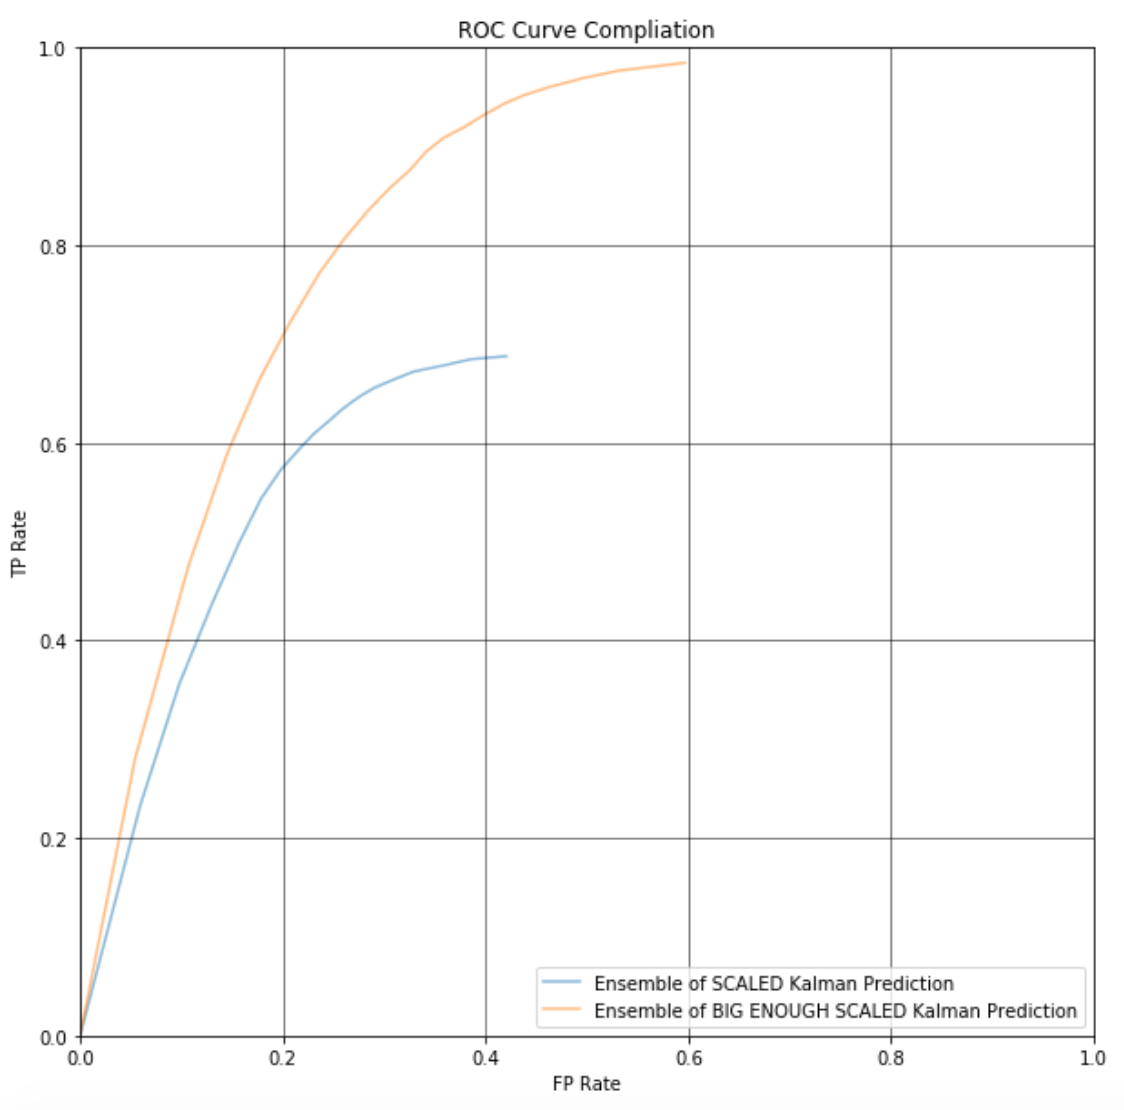 ROC Curve Compliation
1.0
0.8
0.6
0.4
0.2
0.0
TP Rate
0.0 0.2 0.4 0.6 0.8 1.0
FP Rate
Ensemble of SCALED Kalman Prediction
Ensemble of BIG ENOUGH SCALED Kalman Prediction